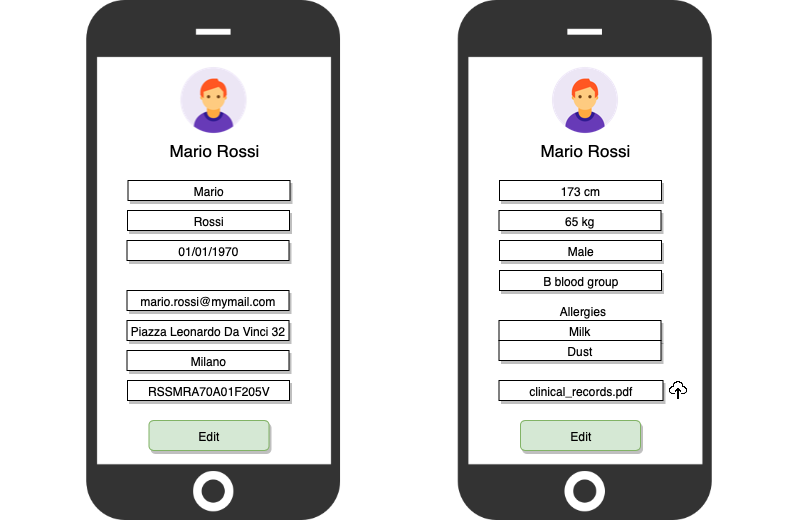 Mario Rossi
Mario
Rossi
01/01/1970
mario.rossi@mymail.com
Piazza Leonardo Da Vinci 32
Milano
RSSMRA70A01F205V
Edit
Mario Rossi
173 cm
65 kg
Male
B blood group
Allergies
Milk
Dust
clinical_records.pdf
Edit